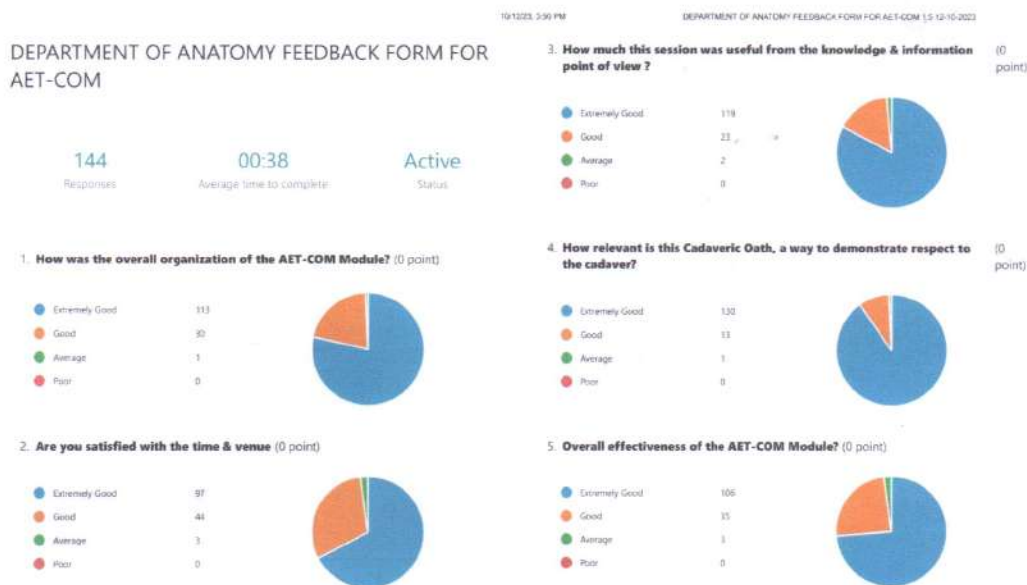 10/12/23, 3:50 PM
DEPARTMENT OF ANATOMY FEEDBACK FORM FOR AET-COM 1.5 12-10-2023
DEPARTMENT OF ANATOMY FEEDBACK FORM FOR
AET-COM
144
Responses
00:38
Average time to complete
Active
Status
1. How was the overall organization of the AET-COM Module? (0 point)
Extremely Good 113
Good 30
Average 1
Poor 0
2. Are you satisfied with the time & venue (0 point)
Extremely Good 97
Good 44
Average 3
Poor 0
3. How much this session was useful from the knowledge & information (0
point of view ? point)
Extremely Good 119
Good 23
Average 2
Poor 0
4. How relevant is this Cadaveric Oath, a way to demonstrate respect to (0
the cadaver? point)
Extremely Good 130
Good 13
Average 1
Poor 0
5. Overall effectiveness of the AET-COM Module? (0 point)
Extremely Good 106
Good 35
Average 3
Poor 0